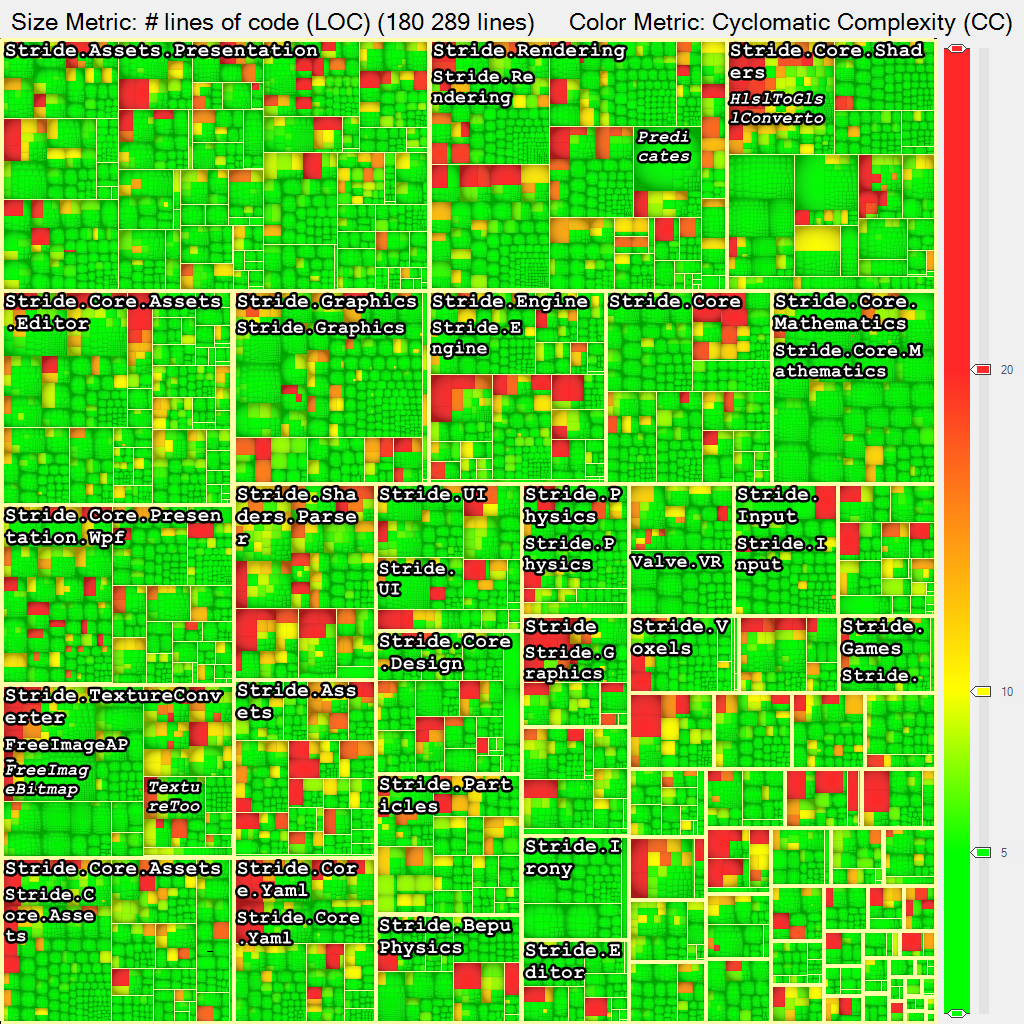 Size Metric: # lines of code (LOC) (180 289 lines) Color Metric: Cyclomatic Complexity (CC)
Stride.Assets.Presentation
Stride.Rendering
Stride.Re
ndering
Predi
cates
Stride.Core.Shad
ers
HlslToGls
lConverto
20
10
5
Stride.Core.Assets
.Editor
Stride.Graphics
Stride.Graphics
Stride.Engine
Stride.E
ngine
Stride.Core
Stride.Core.
Mathematics
Stride.Core.M
athematics
Stride.Core.Presen
tation.Wpf
Stride.Sha
ders.Parse
r
Stride.UI
Stride.
UI
Stride.P
hysics
Stride.P
hysics
Valve.VR
Stride.
Input
Stride.I
nput
Stride.Core
.Design
Stride
Stride.G
raphics
Stride.V
oxels
Stride.
Games
Stride.
Stride.TextureConv
erter
FreeImageAP
FreeImag
eBitmap
Textu
reToo
Stride.Ass
ets
Stride.Part
icles
Stride.I
rony
Stride.Core.Assets
Stride.C
ore.Asse
ts
Stride.Cor
e.Yaml
Stride.Core
.Yaml
Stride.Bepu
Physics
Stride.E
ditor